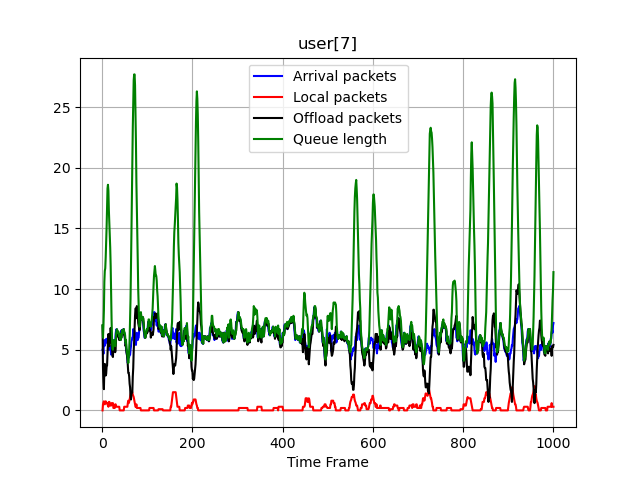 user[7]
Arrival packets
Local packets
Offload packets
Queue length
25
20
15
10
5
0
0 200 400 600 800 1000
Time Frame